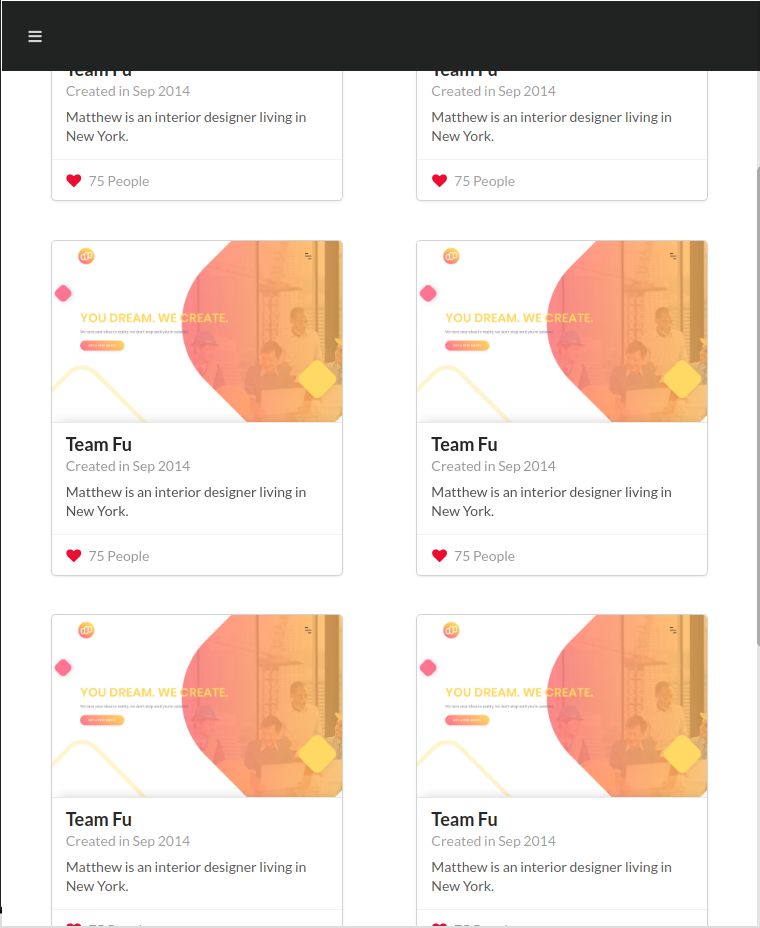 Team Fu
Team Fu
Created in Sep 2014
Created in Sep 2014
Matthew is an interior designer living in
New York.
Matthew is an interior designer living in
New York.
75 People
75 People
YOU DREAM. WE CREATE.
YOU DREAM. WE CREATE.
Team Fu
Created in Sep 2014
Matthew is an interior designer living in
New York.
75 People
Team Fu
Created in Sep 2014
Matthew is an interior designer living in
New York.
75 People
YOU DREAM. WE CREATE.
YOU DREAM. WE CREATE.
Team Fu
Created in Sep 2014
Matthew is an interior designer living in
New York.
Team Fu
Created in Sep 2014
Matthew is an interior designer living in
New York.